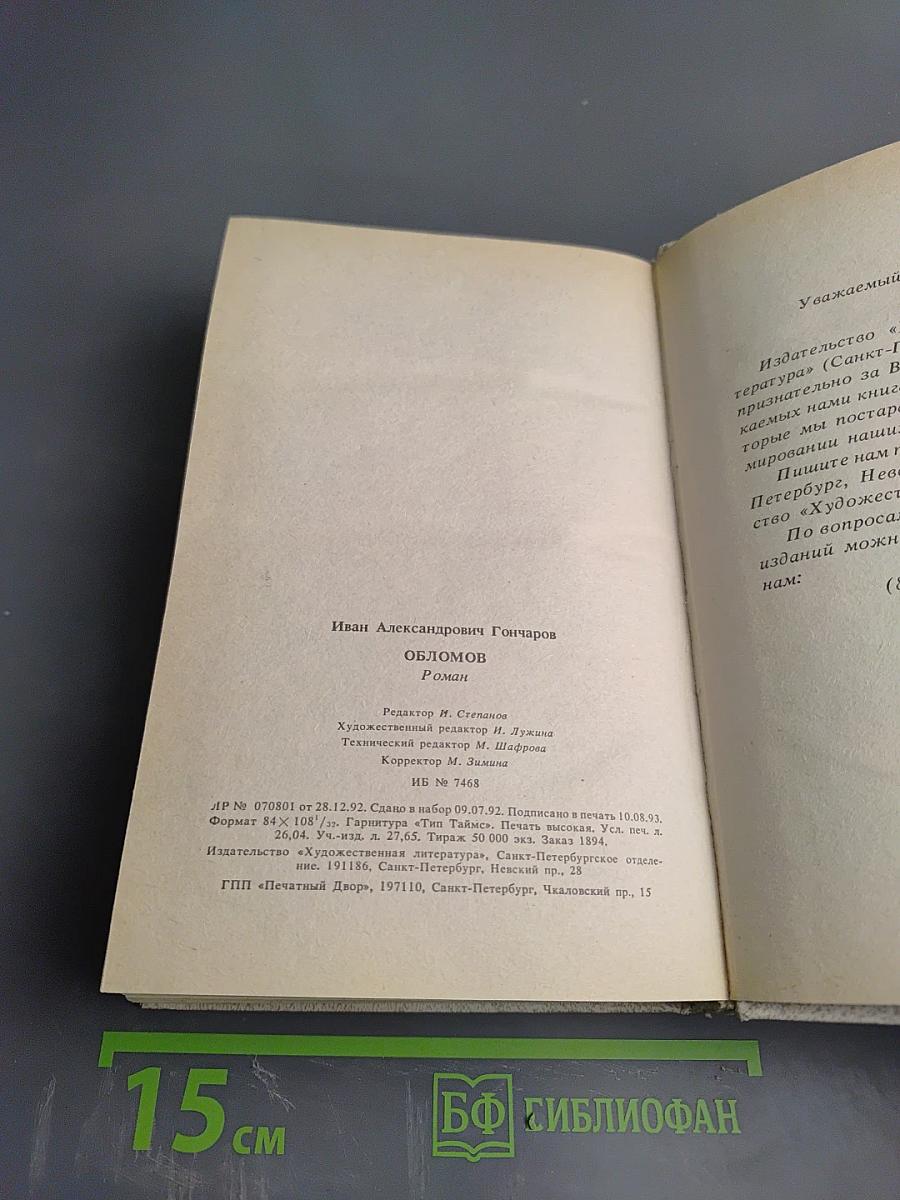 Иван Александрович Гончаров
ОБЛОМОВ
Роман
Редактор И. Степанов
Художественный редактор И. Лужина
Технический редактор М. Шафрова
Корректор М. Зимина
ИБ № 7468
ЛР № 070801 от 28.12.92. Сдано в набор 09.07.92. Подписано в печать 10.08.93.
Формат 84×108¹/₃₂. Гарнитура «Тип Таймс». Печать высокая. Усл. печ. л.
26,04. Уч.-изд. л. 27,65. Тираж 50 000 экз. Заказ 1894.
Издательство «Художественная литература», Санкт-Петербургское отделе-
ние. 191186, Санкт-Петербург, Невский пр., 28
ГПП «Печатный Двор», 197110, Санкт-Петербург, Чкаловский пр., 15
Уважаемый
Издательство «
тература» (Санкт-П
признательно за В
каемых нами книг
торые мы постар
мировании наши
Пишите нам п
Петербург, Нев
ство «Художест
По вопроса
изданий можн
нам:
(8
15 см
БФ БИБЛИОФАН